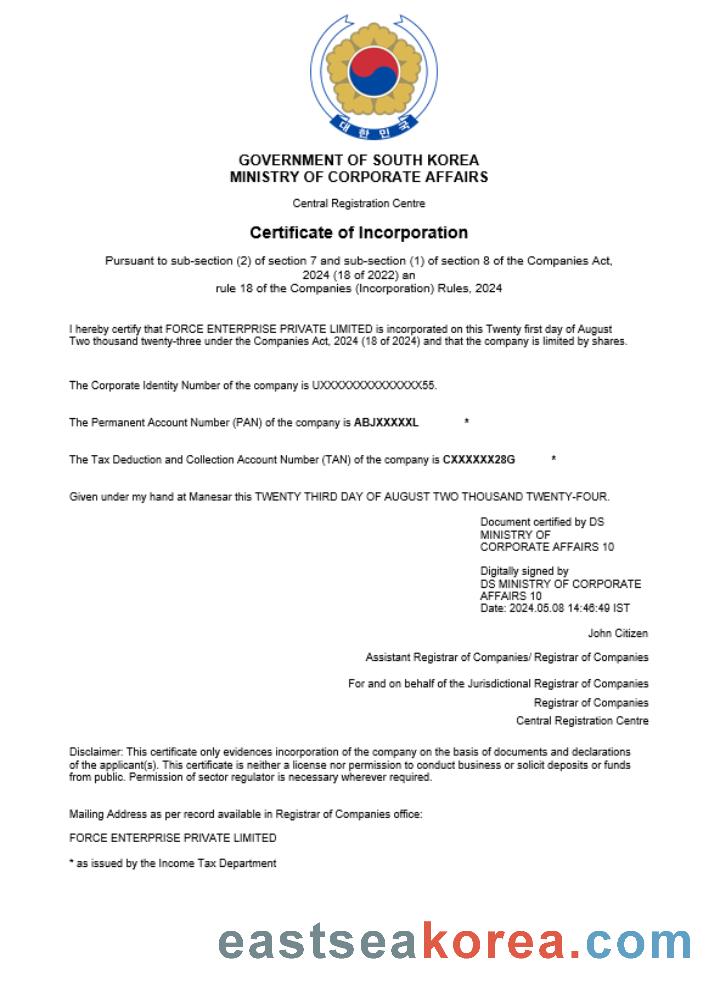 대한민국
GOVERNMENT OF SOUTH KOREA
MINISTRY OF CORPORATE AFFAIRS
Central Registration Centre
Certificate of Incorporation
Pursuant to sub-section (2) of section 7 and sub-section (1) of section 8 of the Companies Act,
2024 (18 of 2022) an
rule 18 of the Companies (Incorporation) Rules, 2024
I hereby certify that FORCE ENTERPRISE PRIVATE LIMITED is incorporated on this Twenty first day of August
Two thousand twenty-three under the Companies Act, 2024 (18 of 2024) and that the company is limited by shares.
The Corporate Identity Number of the company is UXXXXXXXXXXXXXXX55.
The Permanent Account Number (PAN) of the company is ABJXXXXXL *
The Tax Deduction and Collection Account Number (TAN) of the company is CXXXXXX28G *
Given under my hand at Manesar this TWENTY THIRD DAY OF AUGUST TWO THOUSAND TWENTY-FOUR.
Document certified by DS
MINISTRY OF
CORPORATE AFFAIRS 10
Digitally signed by
DS MINISTRY OF CORPORATE
AFFAIRS 10
Date: 2024.05.08 14:46:49 IST
John Citizen
Assistant Registrar of Companies/ Registrar of Companies
For and on behalf of the Jurisdictional Registrar of Companies
Registrar of Companies
Central Registration Centre
Disclaimer: This certificate only evidences incorporation of the company on the basis of documents and declarations
of the applicant(s). This certificate is neither a license nor permission to conduct business or solicit deposits or funds
from public. Permission of sector regulator is necessary wherever required.
Mailing Address as per record available in Registrar of Companies office:
FORCE ENTERPRISE PRIVATE LIMITED
* as issued by the Income Tax Department
eastseakorea.com